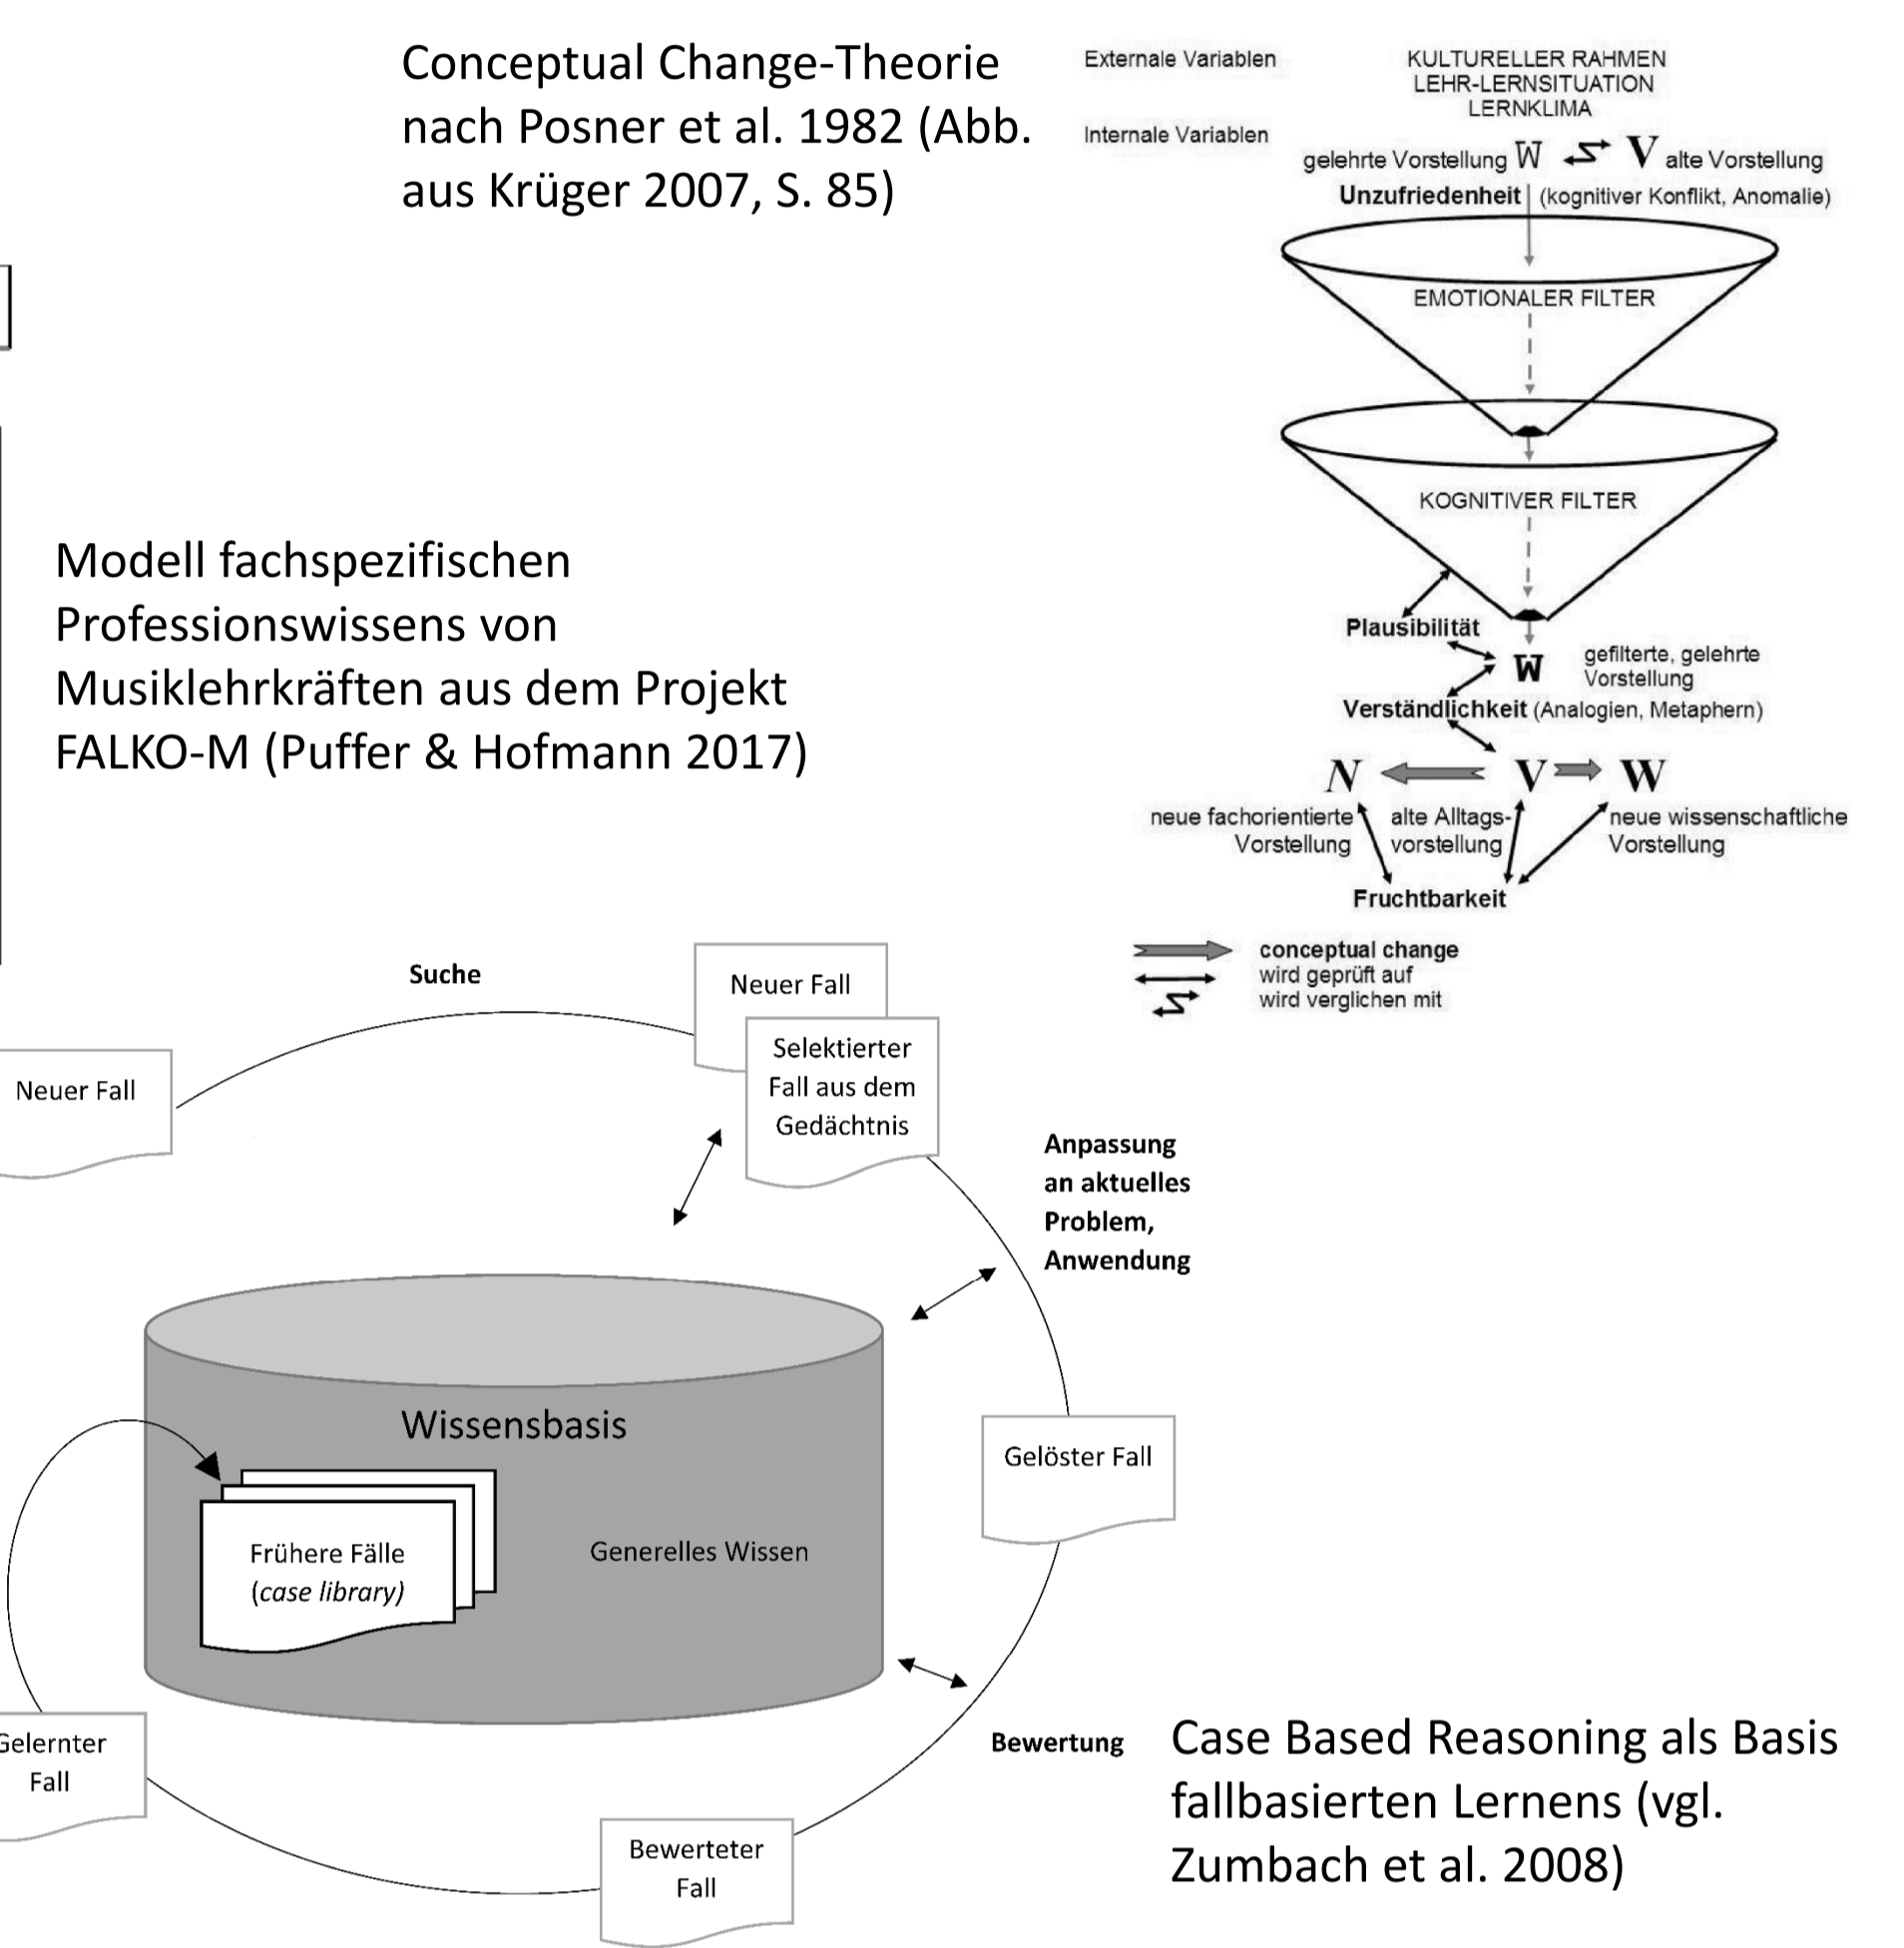 Conceptual Change-Theorie
nach Posner et al. 1982 (Abb.
aus Krüger 2007, S. 85)
Externale Variablen
KULTURELLER RAHMEN
LEHR-LERNSITUATION
LERNKLIMA
Internale Variablen
gelehrte Vorstellung W V alte Vorstellung
Unzufriedenheit (kognitiver Konflikt, Anomalie)
EMOTIONALER FILTER
KOGNITIVER FILTER
Plausibilität
W gefilterte, gelehrte
Vorstellung
Verständlichkeit (Analogien, Metaphern)
N V W
neue fachorientierte
Vorstellung
alte Alltags-
vorstellung
neue wissenschaftliche
Vorstellung
Fruchtbarkeit
conceptual change
wird geprüft auf
wird verglichen mit
Modell fachspezifischen
Professionswissens von
Musiklehrkräften aus dem Projekt
FALKO-M (Puffer & Hofmann 2017)
Suche
Neuer Fall
Neuer Fall
Selektierter
Fall aus dem
Gedächtnis
Anpassung
an aktuelles
Problem,
Anwendung
Wissensbasis
Frühere Fälle
(case library)
Generelles Wissen
Gelöster Fall
Bewertung
Gelernter
Fall
Bewerteter
Fall
Case Based Reasoning als Basis
fallbasierten Lernens (vgl.
Zumbach et al. 2008)